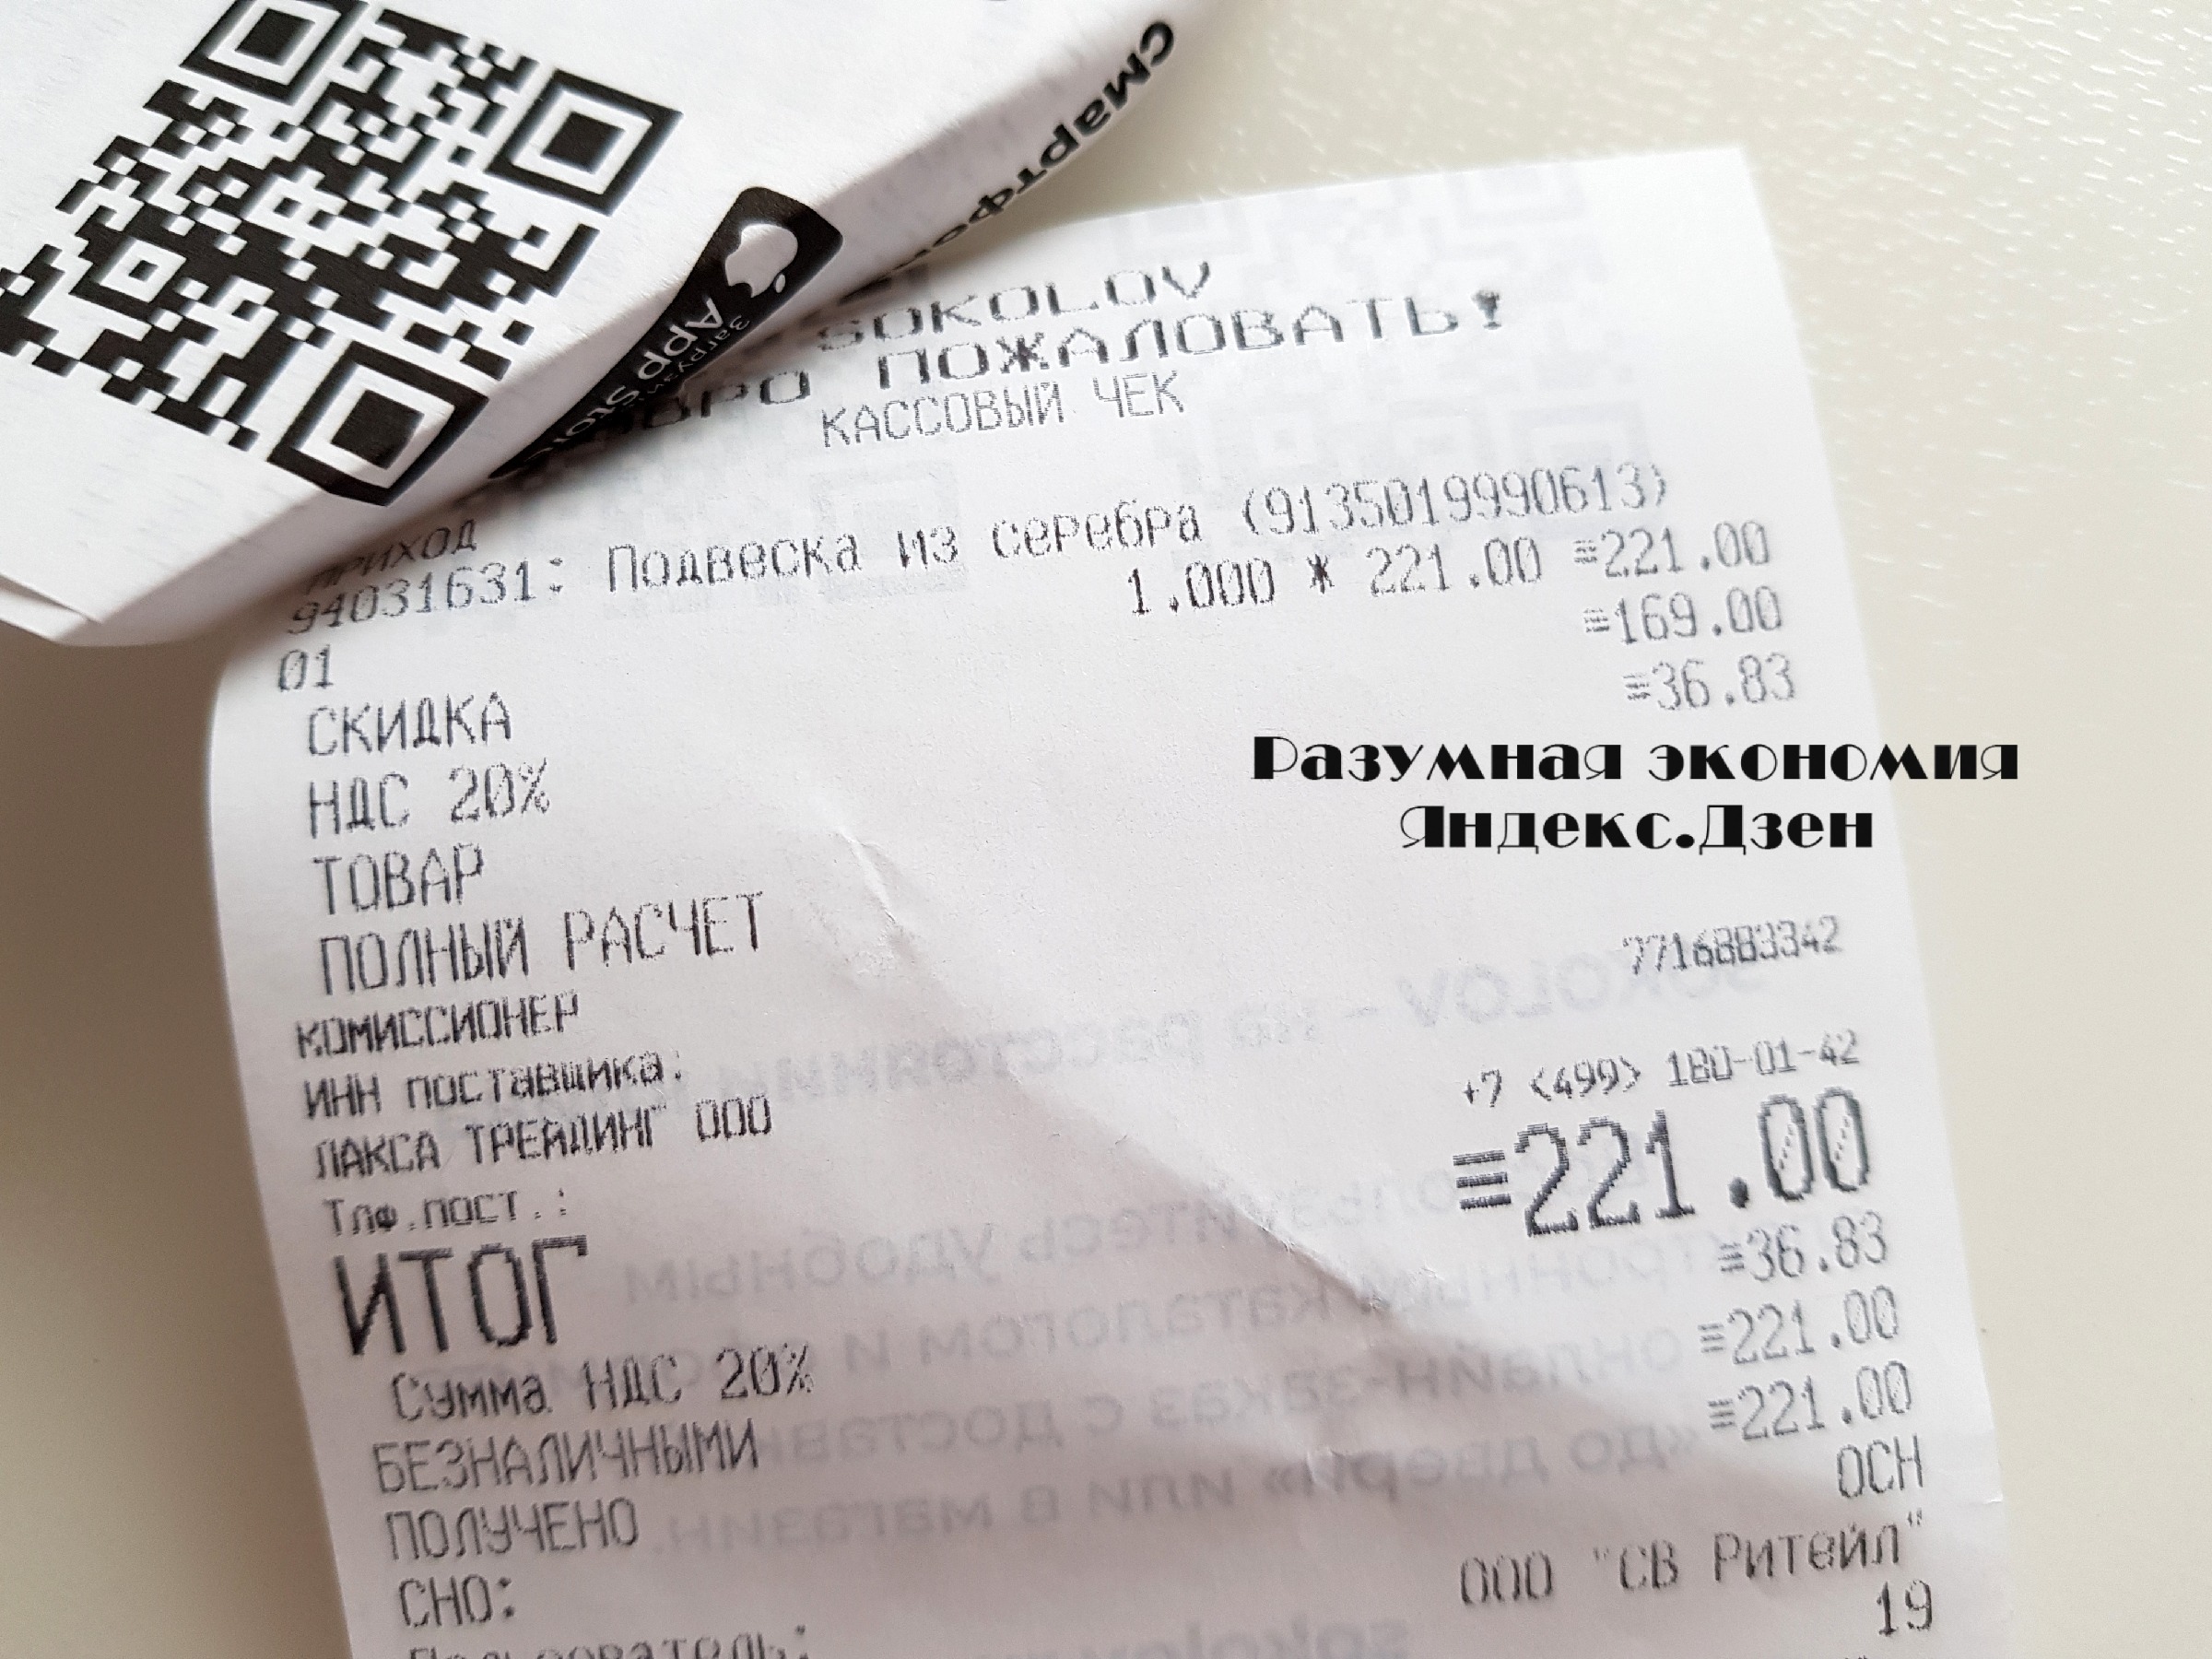 смартфо
Загрузи
App Store
SOKOLOV
ПОЖАЛОВАТЬ!
КАССОВЫЙ ЧЕК
ПРИХОД
94031631: Подвеска из серебра (9135019990613)
01
1.000 * 221.00 ≡221.00
СКИДКА ≡169.00
НДС 20% ≡36.83
ТОВАР
ПОЛНЫЙ РАСЧЕТ
КОМИССИОНЕР
ИНН поставщика: 7716883342
ЛАКСА ТРЕЙДИНГ ООО
Тлф.пост.: +7 (499) 180-01-42
ИТОГ ≡221.00
Сумма НДС 20% ≡36.83
БЕЗНАЛИЧНЫМИ ≡221.00
ПОЛУЧЕНО ≡221.00
СНО: ОСН
Пользователь: ООО "СВ Ритейл"
19
Разумная экономия
Яндекс.Дзен